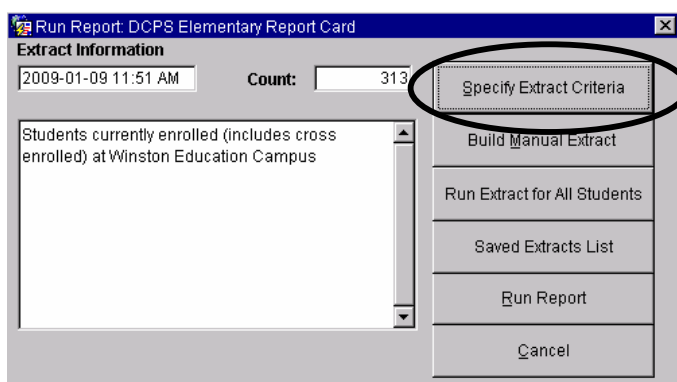 Run Report: DCPS Elementary Report Card
Extract Information
2009-01-09 11:51 AM Count: 313
Specify Extract Criteria
Students currently enrolled (includes cross
enrolled) at Winston Education Campus
Build Manual Extract
Run Extract for All Students
Saved Extracts List
Run Report
Cancel